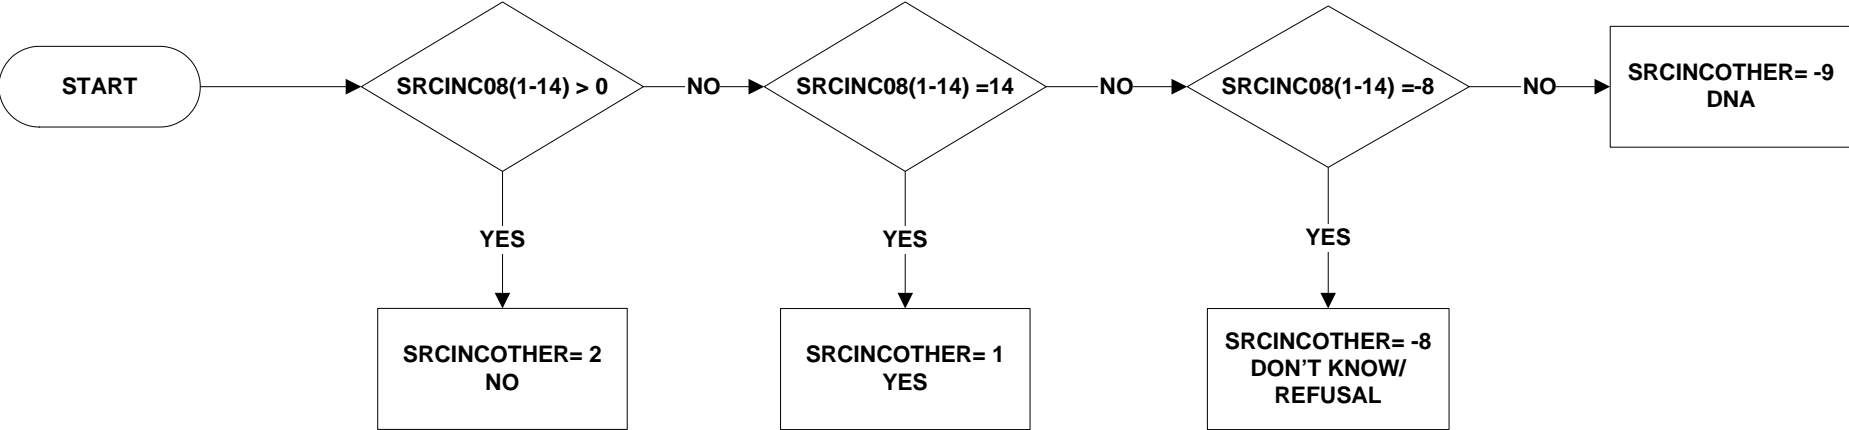 START
SRCINC08(1-14) > 0
NO
SRCINC08(1-14) =14
NO
SRCINC08(1-14) =-8
NO
SRCINCOTHER= -9
DNA
YES
YES
YES
SRCINCOTHER= 2
NO
SRCINCOTHER= 1
YES
SRCINCOTHER= -8
DON'T KNOW/
REFUSAL